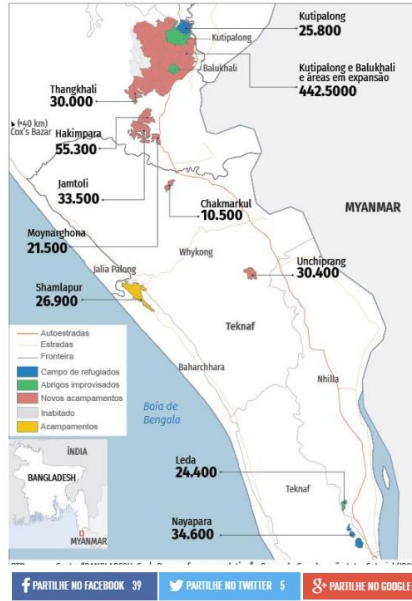 Kutipalong
25.800
Kutipalong
Kutipalong e Balukhali
e áreas em expansão
442.5000
Balukhali
Thangkhali
30.000
(+40 km)
Cox's Bazar
Hakimpara
55.300
Jamtoli
33.500
Chakmarkul
10.500
MYANMAR
Moynarghona
21.500
Whykong
Unchiprang
30.400
Jalia Palong
Shamlapur
26.900
Teknaf
Autoestradas
Estradas
Fronteira
Baharchhara
Nhilla
Campo de refugiados
Abrigos improvisados
Novos acampamentos
Inabitado
Acampamentos
Baía de
Bengala
ÍNDIA
BANGLADESH
MYANMAR
Leda
24.400
Teknaf
Nayapara
34.600
PARTILHE NO FACEBOOK 39
PARTILHE NO TWITTER 5
G+ PARTILHE NO GOOGLE